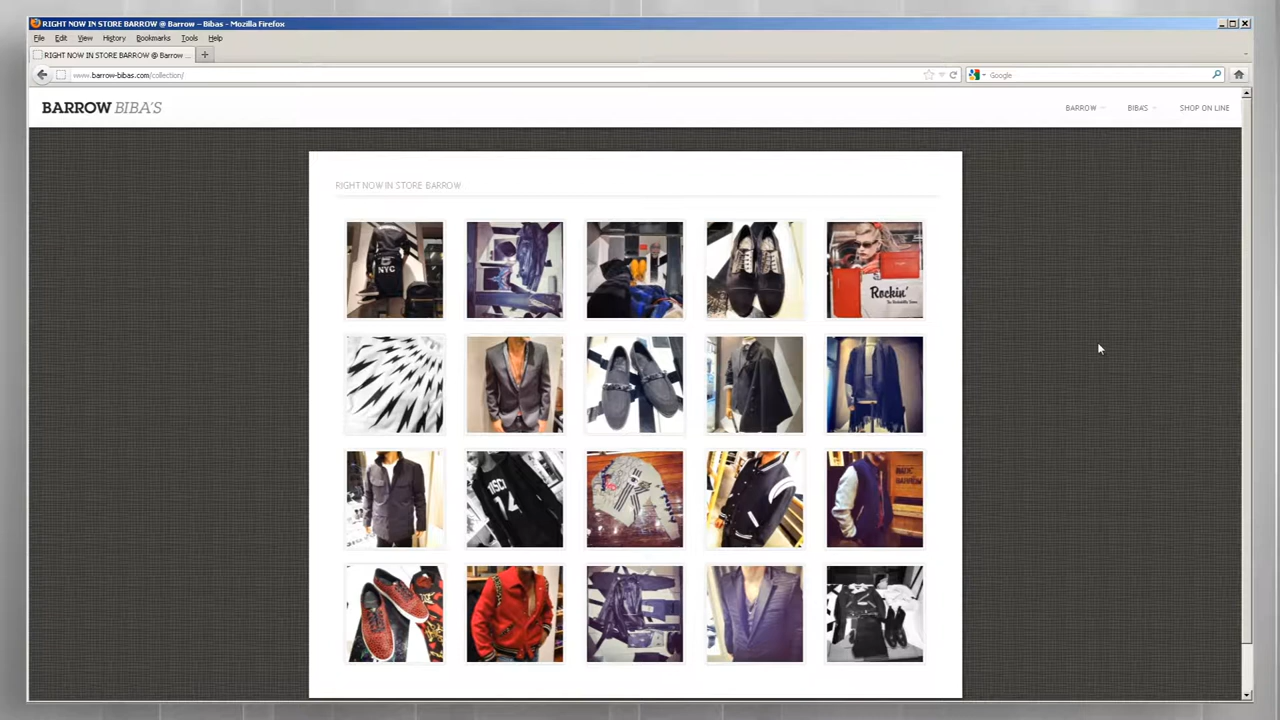 RIGHT NOW IN STORE BARROW @ Barrow – Bibas - Mozilla Firefox
File Edit View History Bookmarks Tools Help
RIGHT NOW IN STORE BARROW @ Barrow ...
www.barrow-bibas.com/collection/
Google
BARROW BIBA'S
BARROW BIBA'S SHOP ON LINE
RIGHT NOW IN STORE BARROW
NYC
Rockin'
14